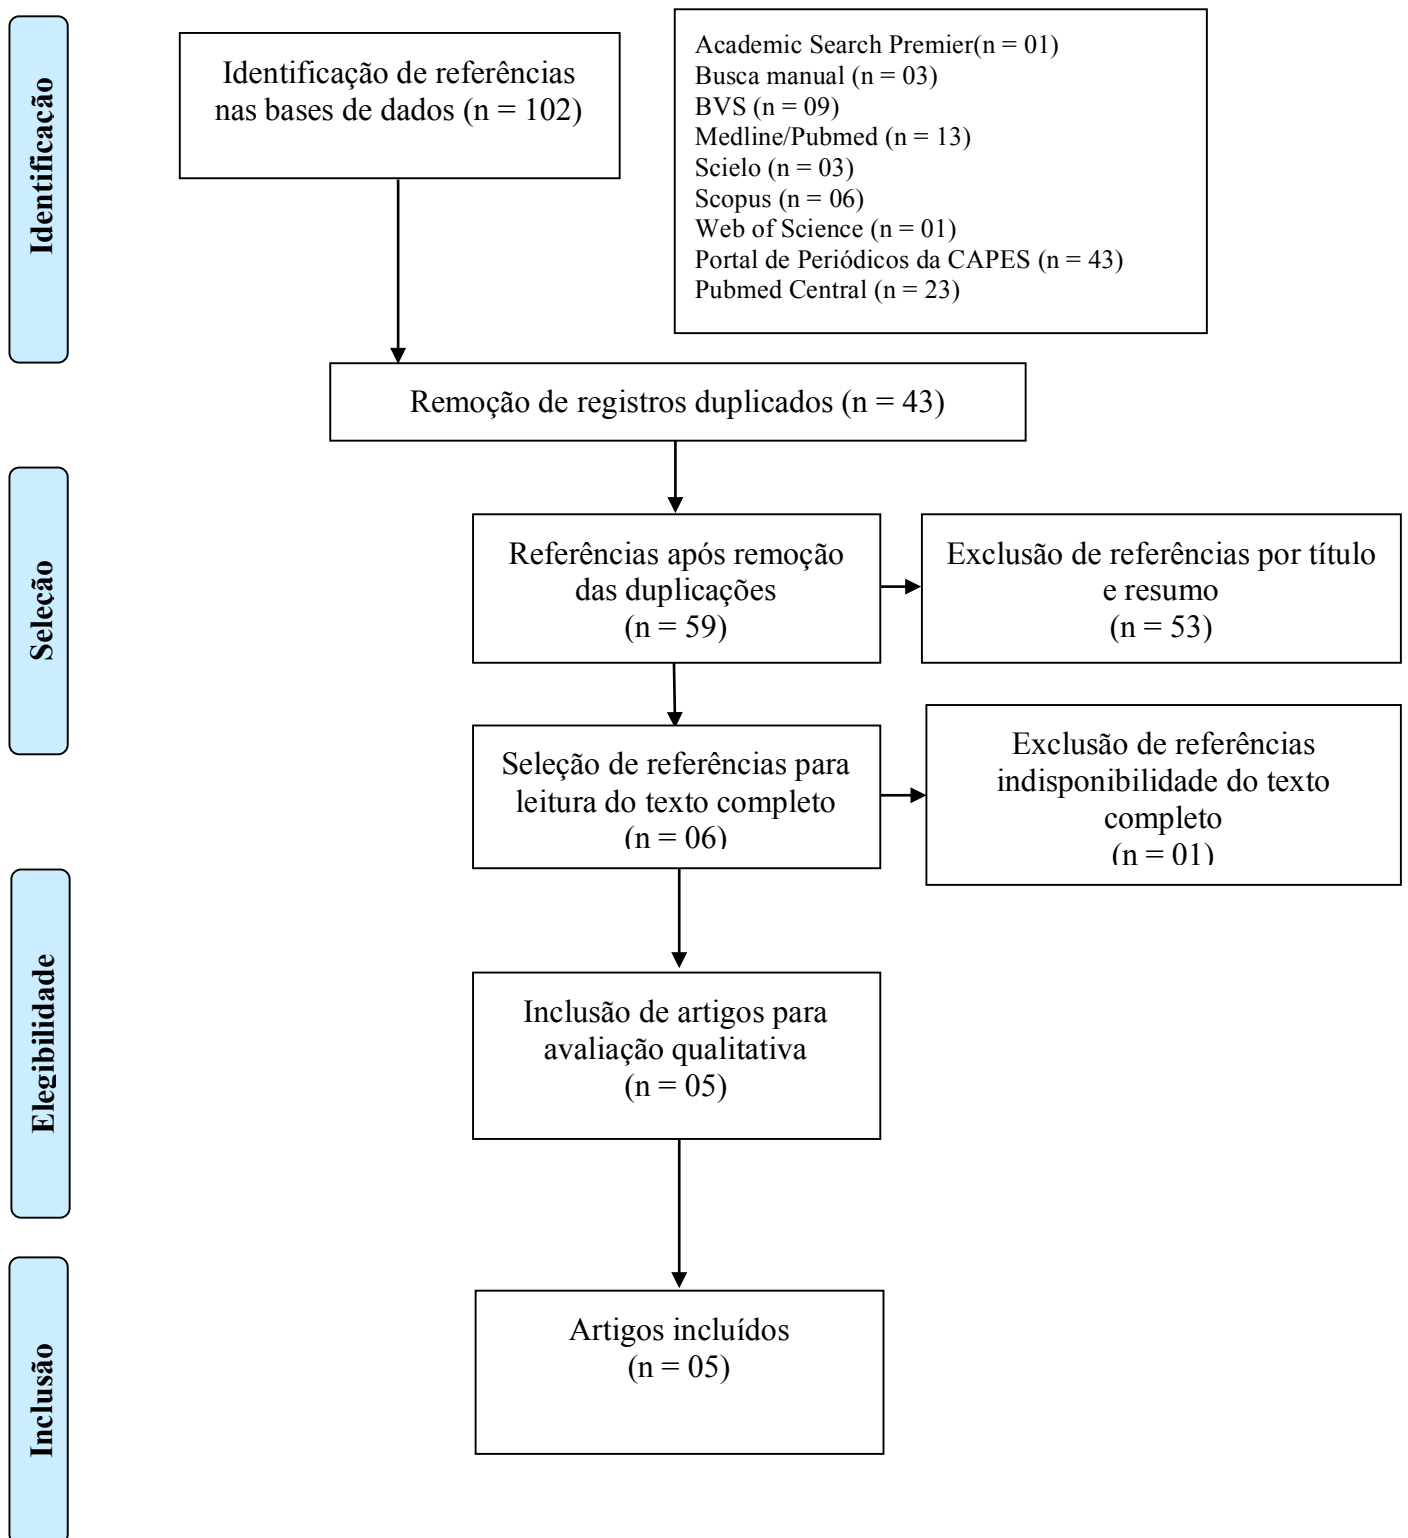 Identificação
Identificação de referências
nas bases de dados (n = 102)
Academic Search Premier(n = 01)
Busca manual (n = 03)
BVS (n = 09)
Medline/Pubmed (n = 13)
Scielo (n = 03)
Scopus (n = 06)
Web of Science (n = 01)
Portal de Periódicos da CAPES (n = 43)
Pubmed Central (n = 23)
Remoção de registros duplicados (n = 43)
Seleção
Referências após remoção
das duplicações
(n = 59)
Exclusão de referências por título
e resumo
(n = 53)
Seleção de referências para
leitura do texto completo
(n = 06)
Exclusão de referências
indisponibilidade do texto
completo
(n = 01)
Elegibilidade
Inclusão de artigos para
avaliação qualitativa
(n = 05)
Inclusão
Artigos incluídos
(n = 05)